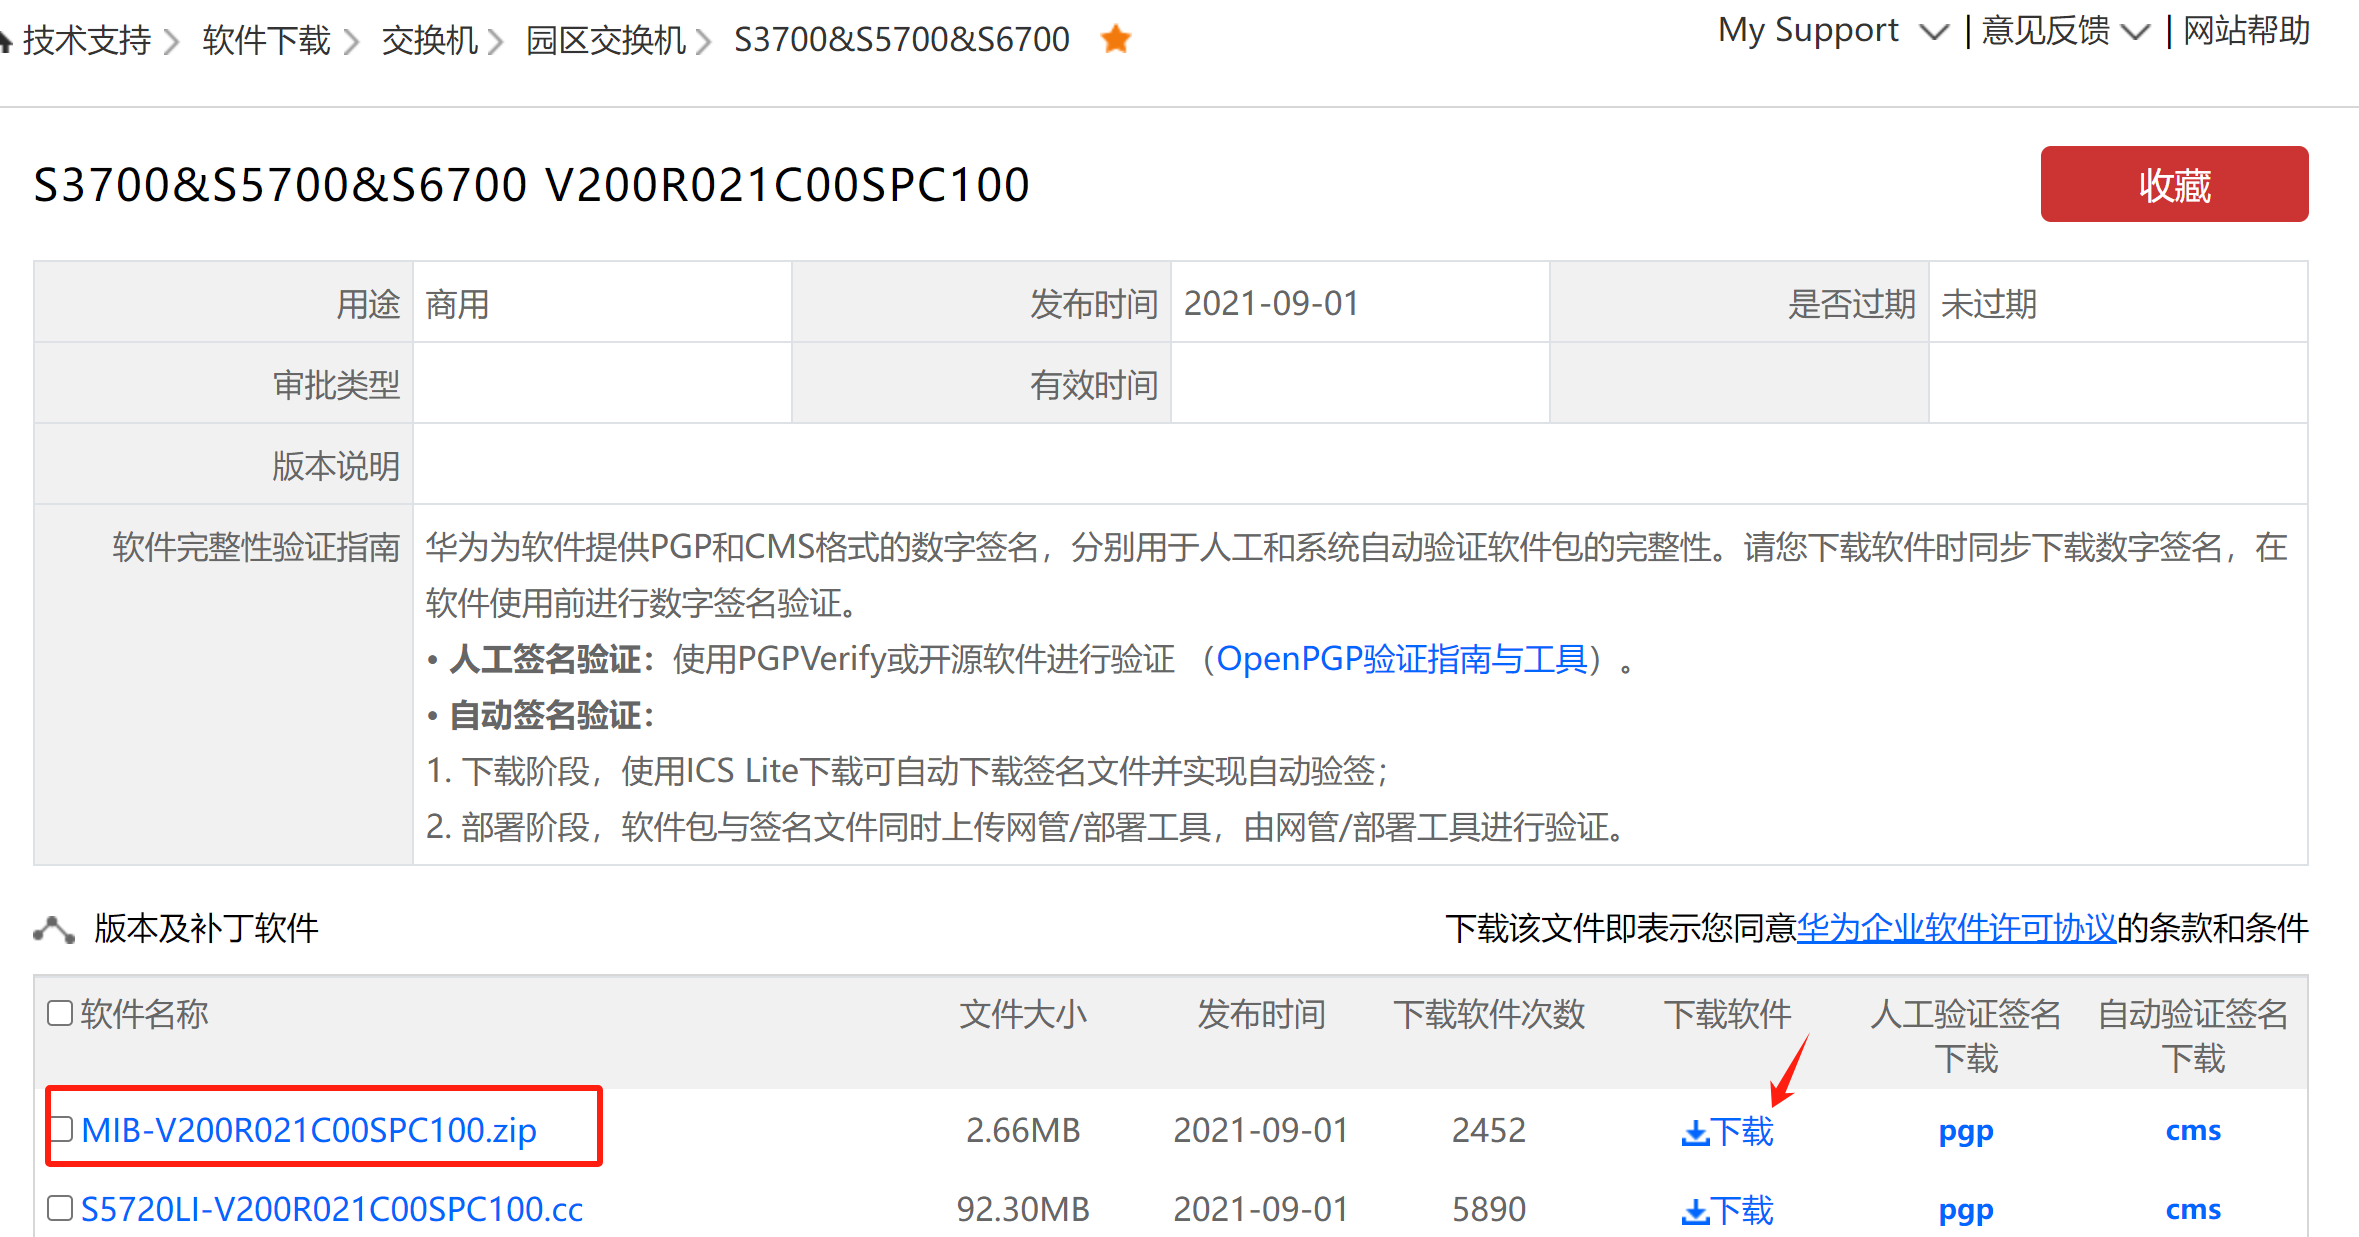 技术支持 > 软件下载 > 交换机 > 园区交换机 > S3700&S5700&S6700
My Support | 意见反馈 | 网站帮助
S3700&S5700&S6700 V200R021C00SPC100
收藏
用途 商用 发布时间 2021-09-01 是否过期 未过期
审批类型 有效时间
版本说明
软件完整性验证指南
华为为软件提供PGP和CMS格式的数字签名，分别用于人工和系统自动验证软件包的完整性。请您下载软件时同步下载数字签名，在
软件使用前进行数字签名验证。
• 人工签名验证：使用PGPVerify或开源软件进行验证 （OpenPGP验证指南与工具）。
• 自动签名验证：
1. 下载阶段，使用ICS Lite下载可自动下载签名文件并实现自动验签；
2. 部署阶段，软件包与签名文件同时上传网管/部署工具，由网管/部署工具进行验证。
版本及补丁软件
下载该文件即表示您同意华为企业软件许可协议的条款和条件
软件名称 文件大小 发布时间 下载软件次数 下载软件 人工验证签名 自动验证签名
下载 下载
MIB-V200R021C00SPC100.zip 2.66MB 2021-09-01 2452 下载 pgp cms
S5720LI-V200R021C00SPC100.cc 92.30MB 2021-09-01 5890 下载 pgp cms